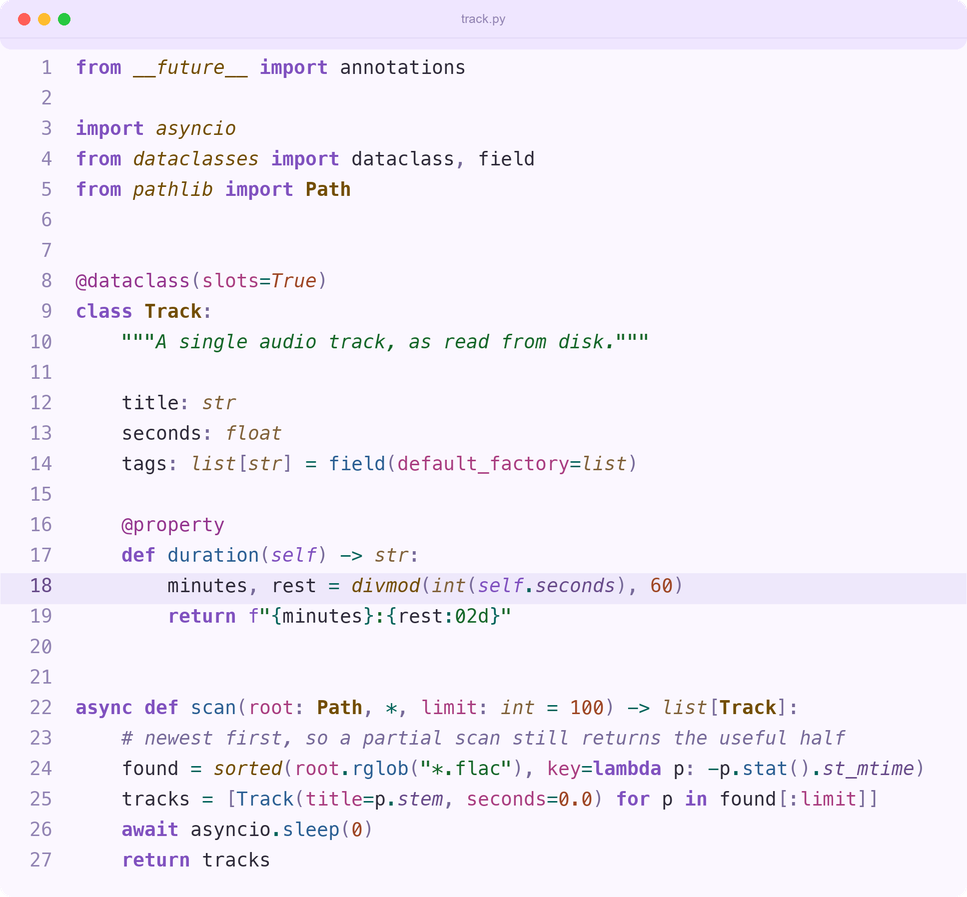 track.py
1 from __future__ import annotations
2
3 import asyncio
4 from dataclasses import dataclass, field
5 from pathlib import Path
6
7
8 @dataclass(slots=True)
9 class Track:
10     """A single audio track, as read from disk."""
11
12     title: str
13     seconds: float
14     tags: list[str] = field(default_factory=list)
15
16     @property
17     def duration(self) -> str:
18         minutes, rest = divmod(int(self.seconds), 60)
19         return f"{minutes}:{rest:02d}"
20
21
22 async def scan(root: Path, *, limit: int = 100) -> list[Track]:
23     # newest first, so a partial scan still returns the useful half
24     found = sorted(root.rglob("*.flac"), key=lambda p: -p.stat().st_mtime)
25     tracks = [Track(title=p.stem, seconds=0.0) for p in found[:limit]]
26     await asyncio.sleep(0)
27     return tracks